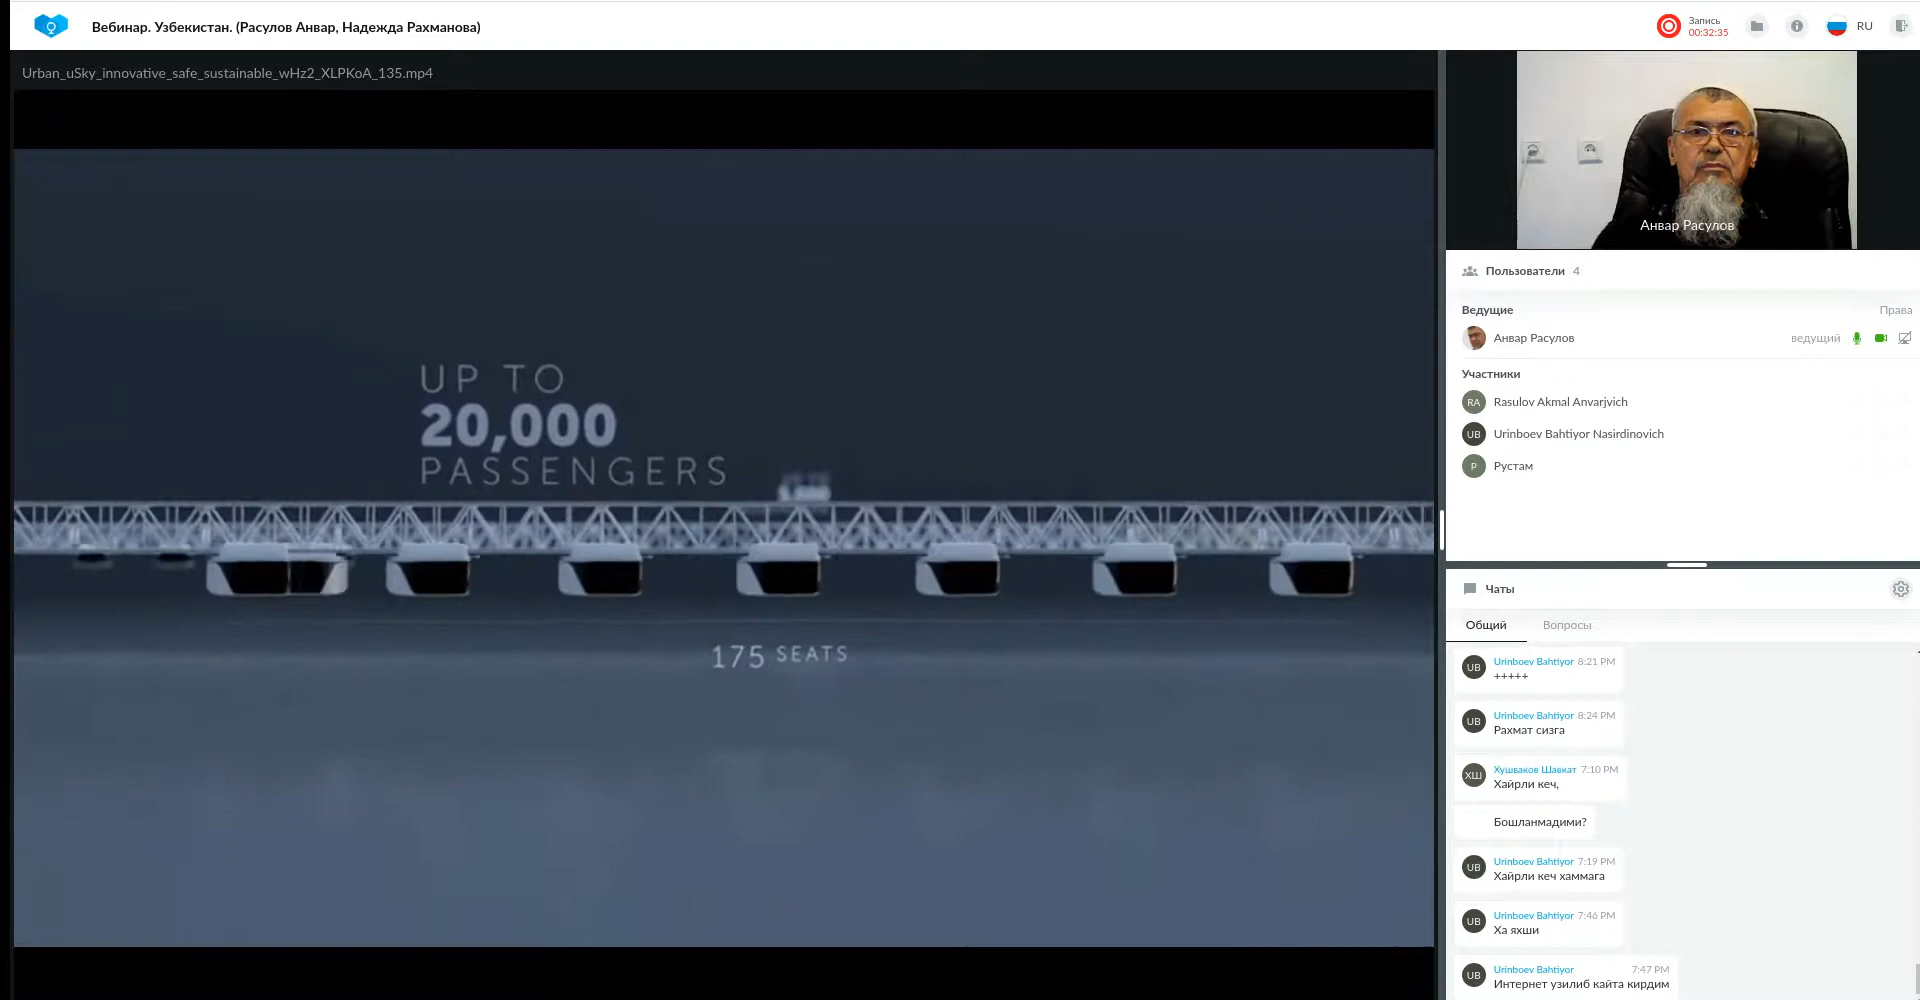 Вебинар. Узбекистан. (Расулов Анвар, Надежда Рахманова)
Запись
00:32:35
RU
Urban_uSky_innovative_safe_sustainable_wHz2_XLPKoA_135.mp4
UP TO
20,000
PASSENGERS
175 SEATS
Анвар Расулов
Пользователи 4
Ведущие Права
Анвар Расулов ведущий
Участники
RA Rasulov Akmal Anvarjvich
UB Urinboev Bahtiyor Nasirdinovich
Р Рустам
Чаты
Общий Вопросы
UB Urinboev Bahtiyor 8:21 PM
+++++
UB Urinboev Bahtiyor 8:24 PM
Рахмат сизга
ХШ Хушваков Шавкат 7:10 PM
Хайрли кеч,
Бошланмадими?
UB Urinboev Bahtiyor 7:19 PM
Хайрли кеч хаммага
UB Urinboev Bahtiyor 7:46 PM
Ха яхши
UB Urinboev Bahtiyor 7:47 PM
Интернет узилиб кайта кирдим